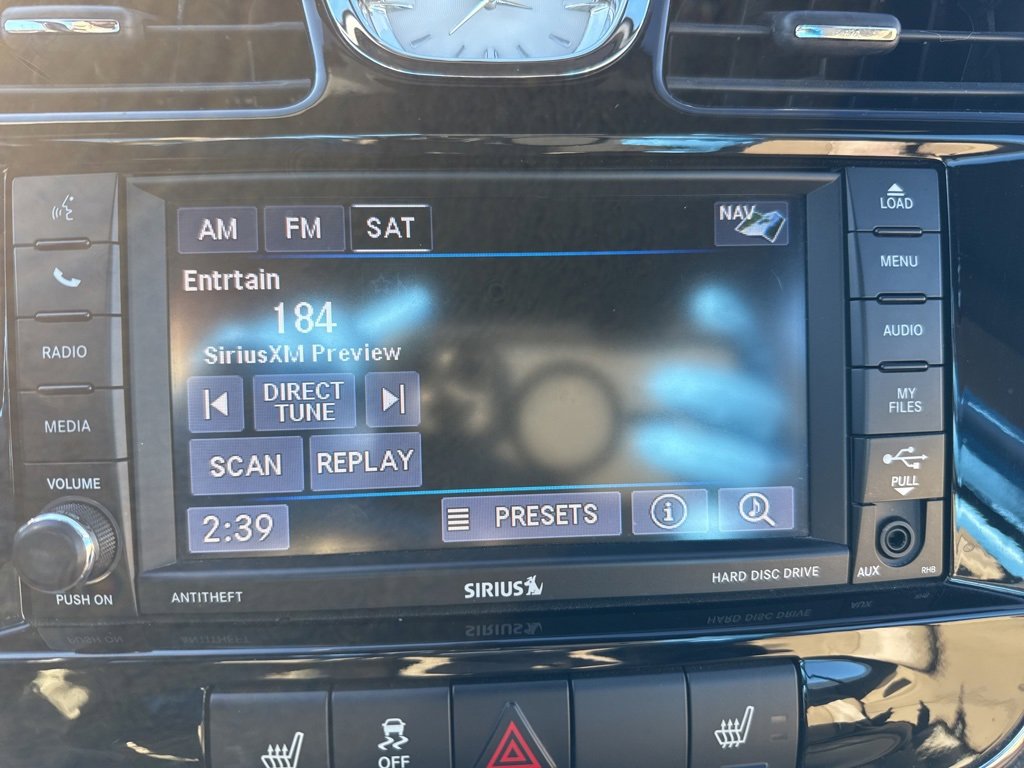 AM FM SAT NAV
Entrtain
184
SiriusXM Preview
DIRECT
TUNE
SCAN REPLAY
2:39 PRESETS i
RADIO
MEDIA
VOLUME
PUSH ON
LOAD
MENU
AUDIO
MY
FILES
PULL
AUX RHB
ANTITHEFT SIRIUS HARD DISC DRIVE
OFF